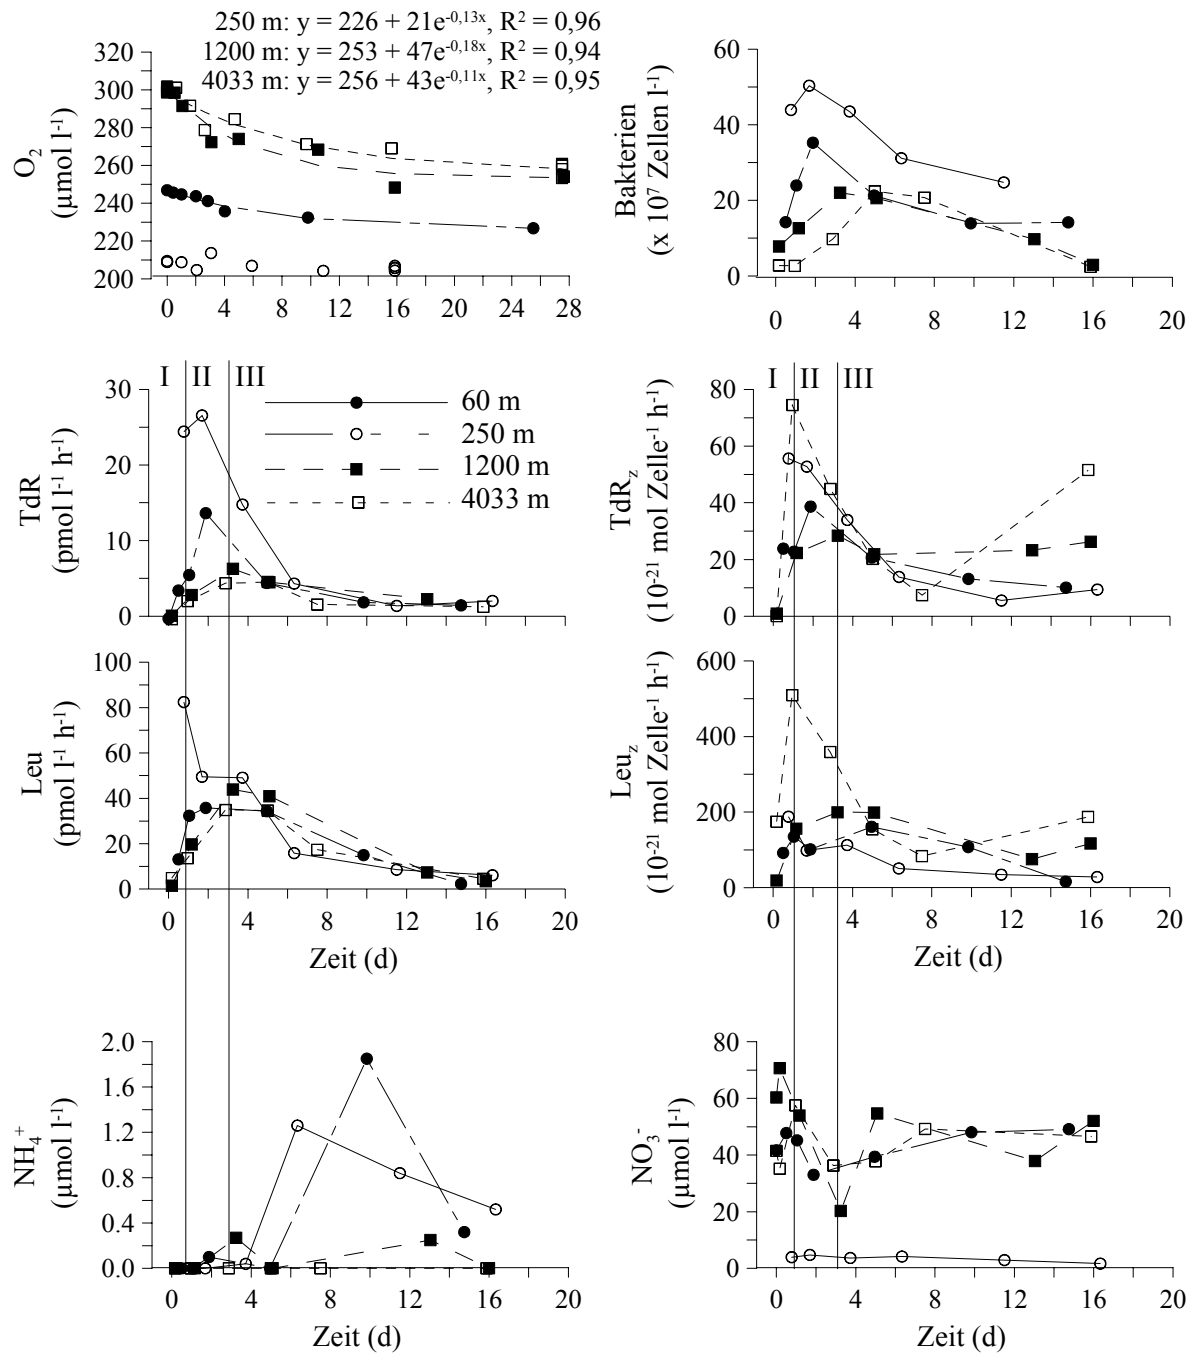 250 m: y = 226 + 21e⁻⁰,¹³ˣ, R² = 0,96
1200 m: y = 253 + 47e⁻⁰,¹⁸ˣ, R² = 0,94
4033 m: y = 256 + 43e⁻⁰,¹¹ˣ, R² = 0,95
O₂
(µmol l⁻¹)
320
300
280
260
240
220
200
0 4 8 12 16 20 24 28
Bakterien
(x 10⁷ Zellen l⁻¹)
60
40
20
0
0 4 8 12 16 20
I II III
TdR
(pmol l⁻¹ h⁻¹)
30
20
10
0
60 m
250 m
1200 m
4033 m
I II III
TdR_z
(10⁻²¹ mol Zelle⁻¹ h⁻¹)
80
60
40
20
0
Leu
(pmol l⁻¹ h⁻¹)
100
80
60
40
20
0
0 4 8 12 16 20
Zeit (d)
Leu_z
(10⁻²¹ mol Zelle⁻¹ h⁻¹)
600
400
200
0
0 4 8 12 16 20
Zeit (d)
NH₄⁺
(µmol l⁻¹)
2.0
1.6
1.2
0.8
0.4
0.0
0 4 8 12 16 20
Zeit (d)
NO₃⁻
(µmol l⁻¹)
80
60
40
20
0
0 4 8 12 16 20
Zeit (d)